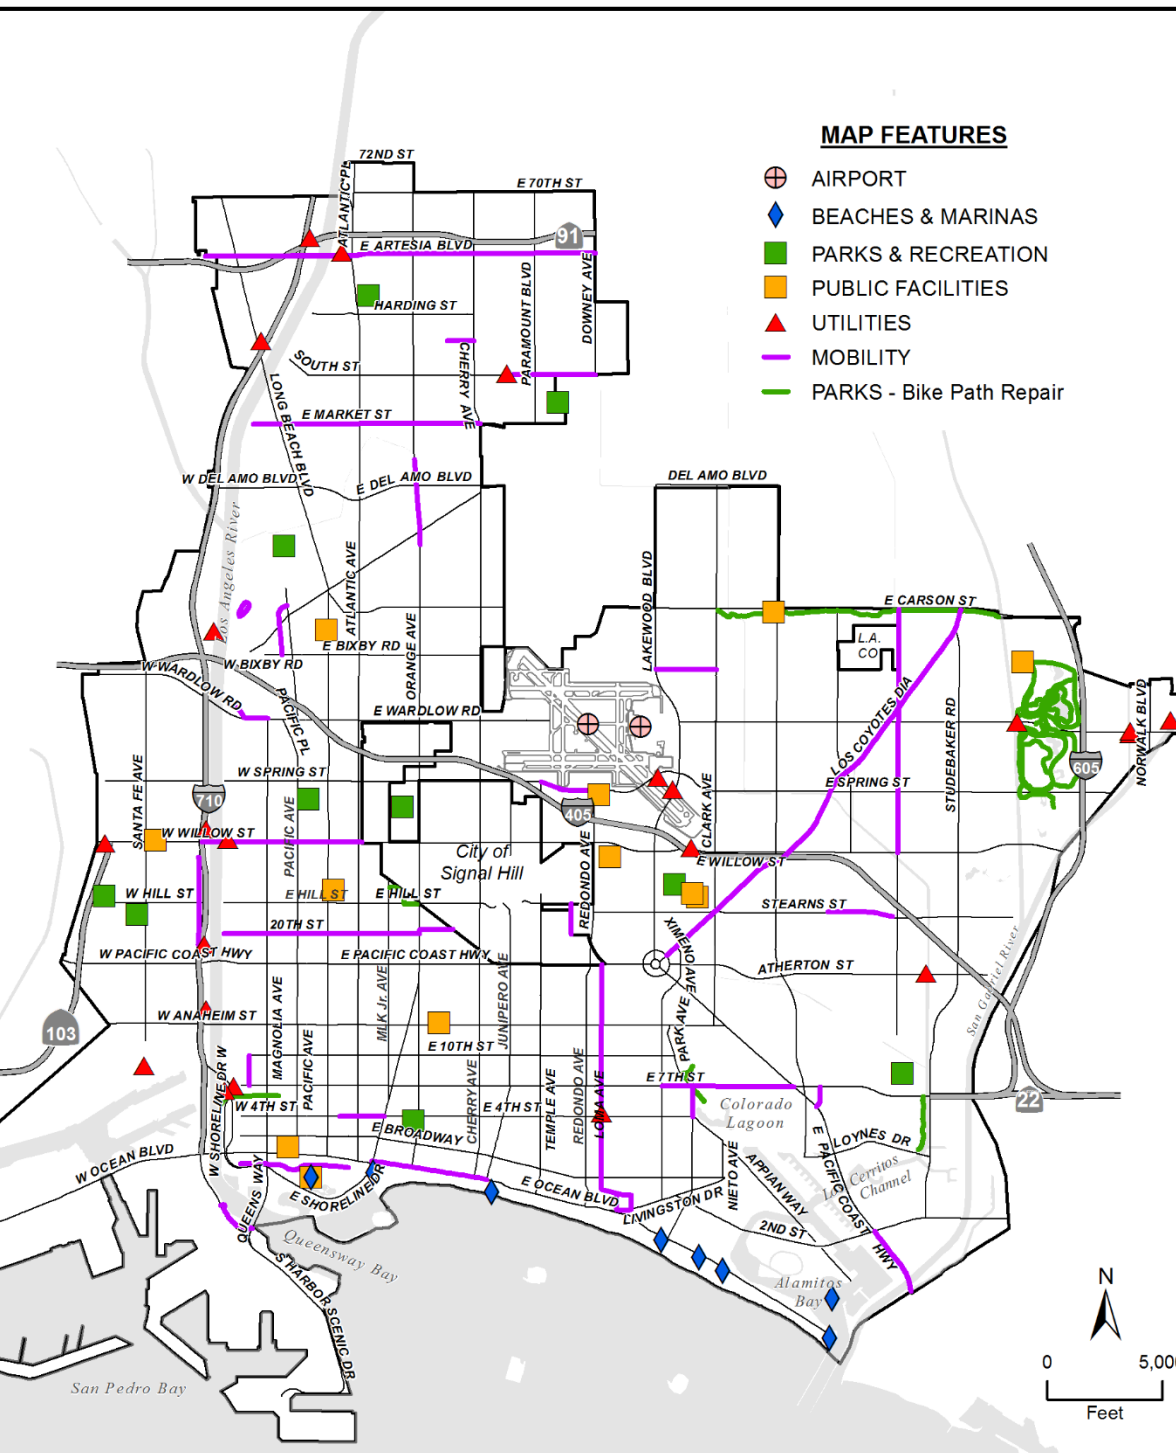 MAP FEATURES
AIRPORT
BEACHES & MARINAS
PARKS & RECREATION
PUBLIC FACILITIES
UTILITIES
MOBILITY
PARKS - Bike Path Repair
72ND ST
E 70TH ST
ATLANTIC PL
91
E ARTESIA BLVD
PARAMOUNT BLVD
DOWNEY AVE
HARDING ST
SOUTH ST
CHERRY AVE
LONG BEACH BLVD
E MARKET ST
W DEL AMO BLVD
E DEL AMO BLVD
DEL AMO BLVD
Los Angeles River
ATLANTIC AVE
LAKEWOOD BLVD
E CARSON ST
L.A.
CO
E BIXBY RD
ORANGE AVE
W BIXBY RD
W WARDLOW RD
PACIFIC PL
E WARDLOW RD
LOS COYOTES DIA
STUDEBAKER RD
NORWALK BLVD
W SPRING ST
E SPRING ST
605
SANTA FE AVE
710
PACIFIC AVE
405
CLARK AVE
W WILLOW ST
City of
Signal Hill
REDONDO AVE
E WILLOW ST
W HILL ST
E HILL ST
E HILL ST
STEARNS ST
20TH ST
XIMENO AVE
W PACIFIC COAST HWY
E PACIFIC COAST HWY
ATHERTON ST
San Gabriel River
MAGNOLIA AVE
MLK Jr. AVE
JUNIPERO AVE
PARK AVE
W ANAHEIM ST
103
PACIFIC AVE
E 10TH ST
W SHORELINE DR W
CHERRY AVE
TEMPLE AVE
REDONDO AVE
LOMA AVE
E 7TH ST
22
W 4TH ST
E 4TH ST
Colorado
Lagoon
E BROADWAY
E PACIFIC COAST HWY
LOYNES DR
W OCEAN BLVD
NIETO AVE
APPIAN WAY
Los Cerritos
Channel
QUEENS WAY
E SHORELINE DR
E OCEAN BLVD
LIVINGSTON DR
2ND ST
Queensway Bay
S HARBOR SCENIC DR
Alamitos
Bay
N
San Pedro Bay
0
Feet